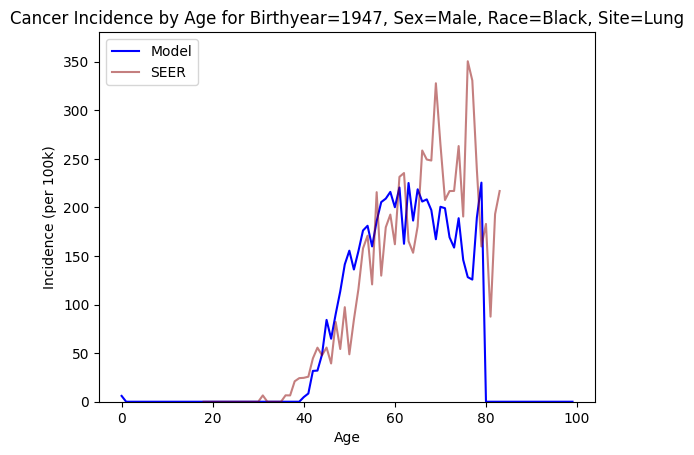 Cancer Incidence by Age for Birthyear=1947, Sex=Male, Race=Black, Site=Lung
Model
SEER
Incidence (per 100k)
350
300
250
200
150
100
50
0
0 20 40 60 80 100
Age